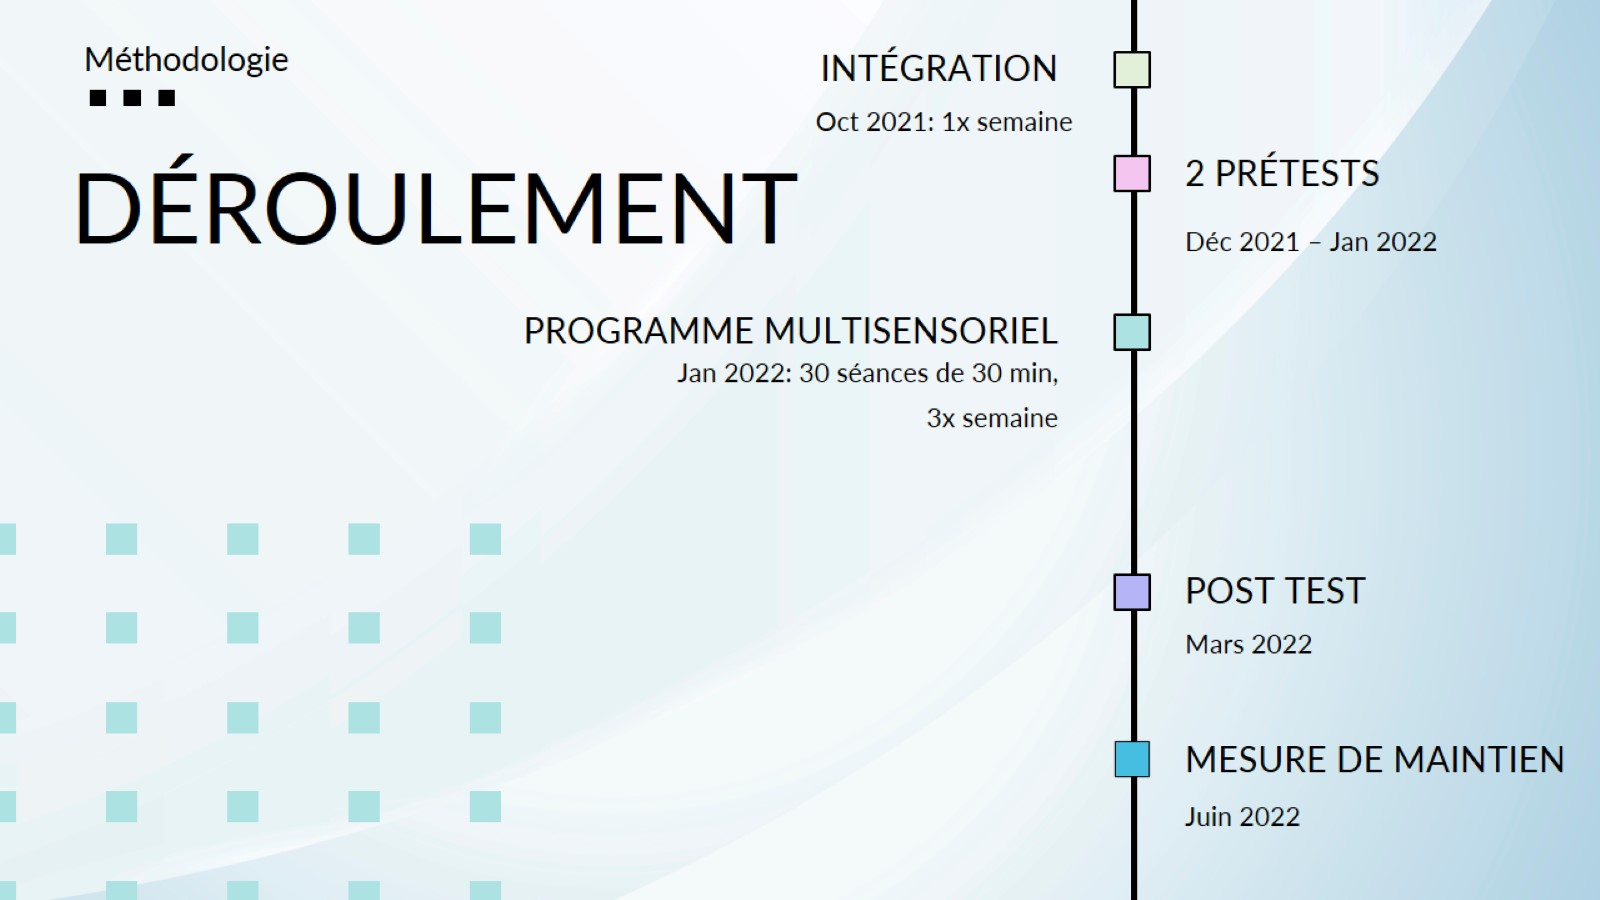 Méthodologie
DÉROULEMENT
INTÉGRATION
Oct 2021: 1x semaine
2 PRÉTESTS
Déc 2021 – Jan 2022
PROGRAMME MULTISENSORIEL
Jan 2022: 30 séances de 30 min,
3x semaine
POST TEST
Mars 2022
MESURE DE MAINTIEN
Juin 2022